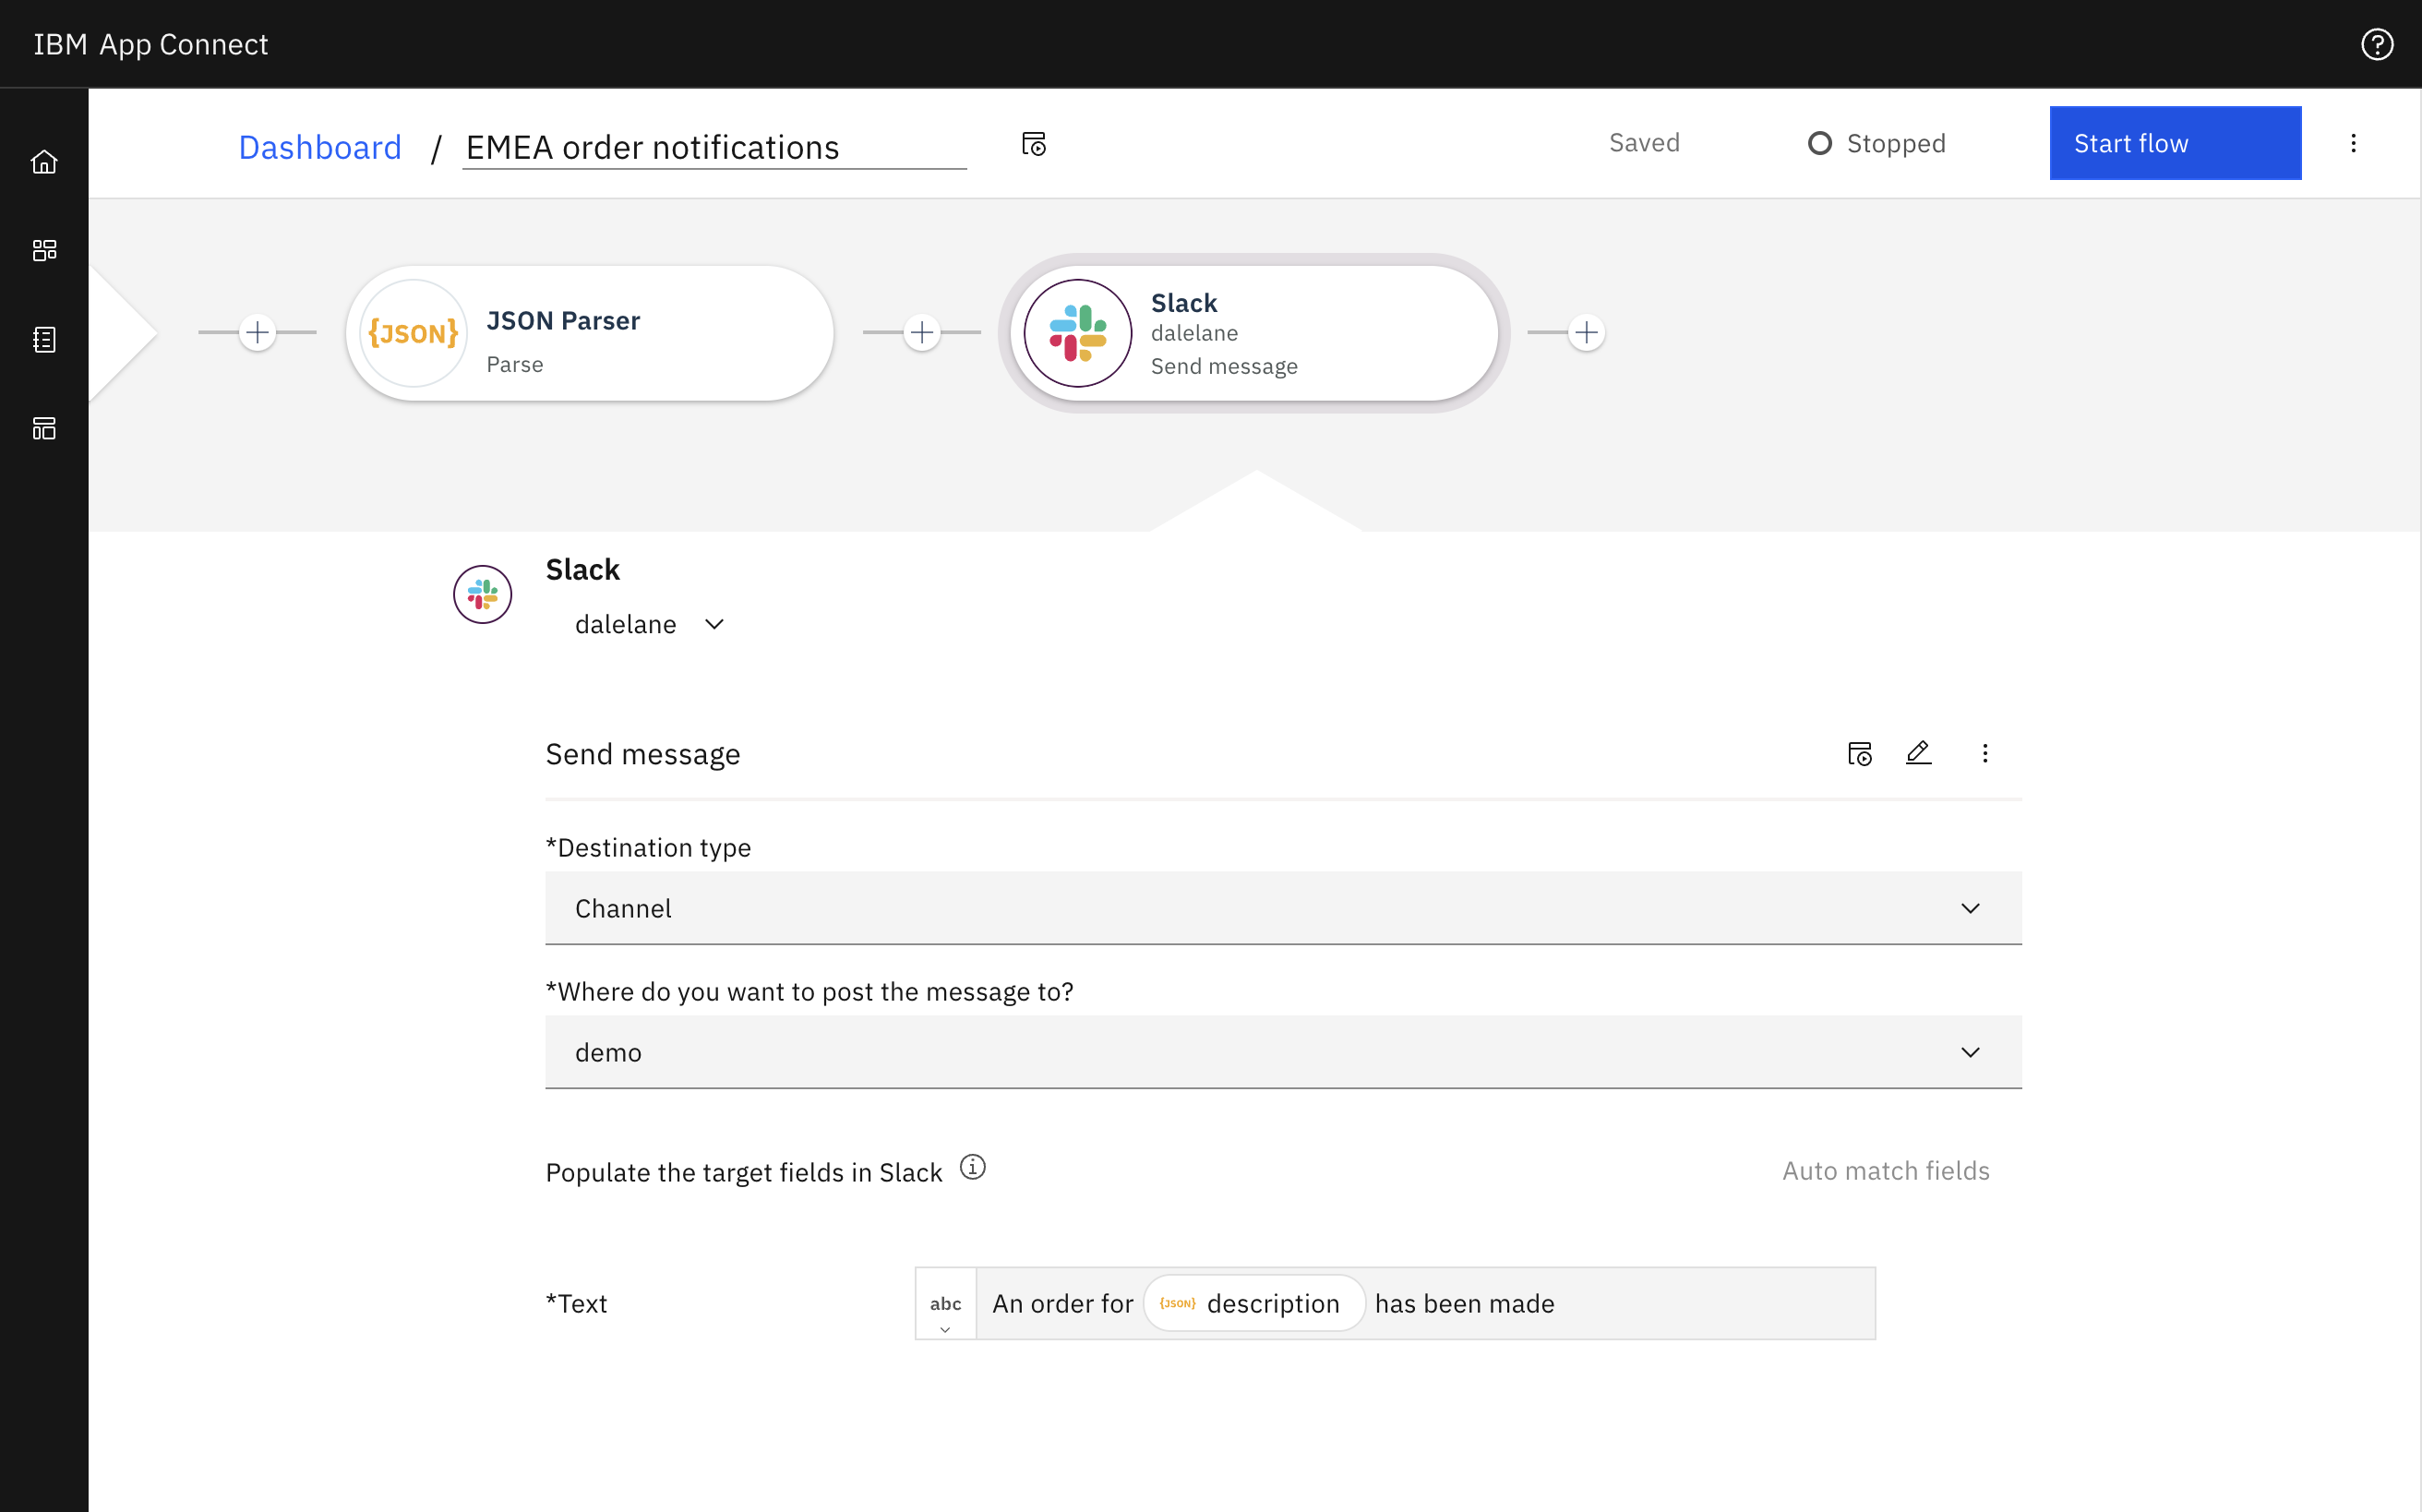 IBM App Connect
Dashboard / EMEA order notifications
Saved
Stopped
Start flow
{JSON}
JSON Parser
Parse
Slack
dalelane
Send message
Slack
dalelane
Send message
*Destination type
Channel
*Where do you want to post the message to?
demo
Populate the target fields in Slack
Auto match fields
*Text
abc
An order for {JSON} description has been made